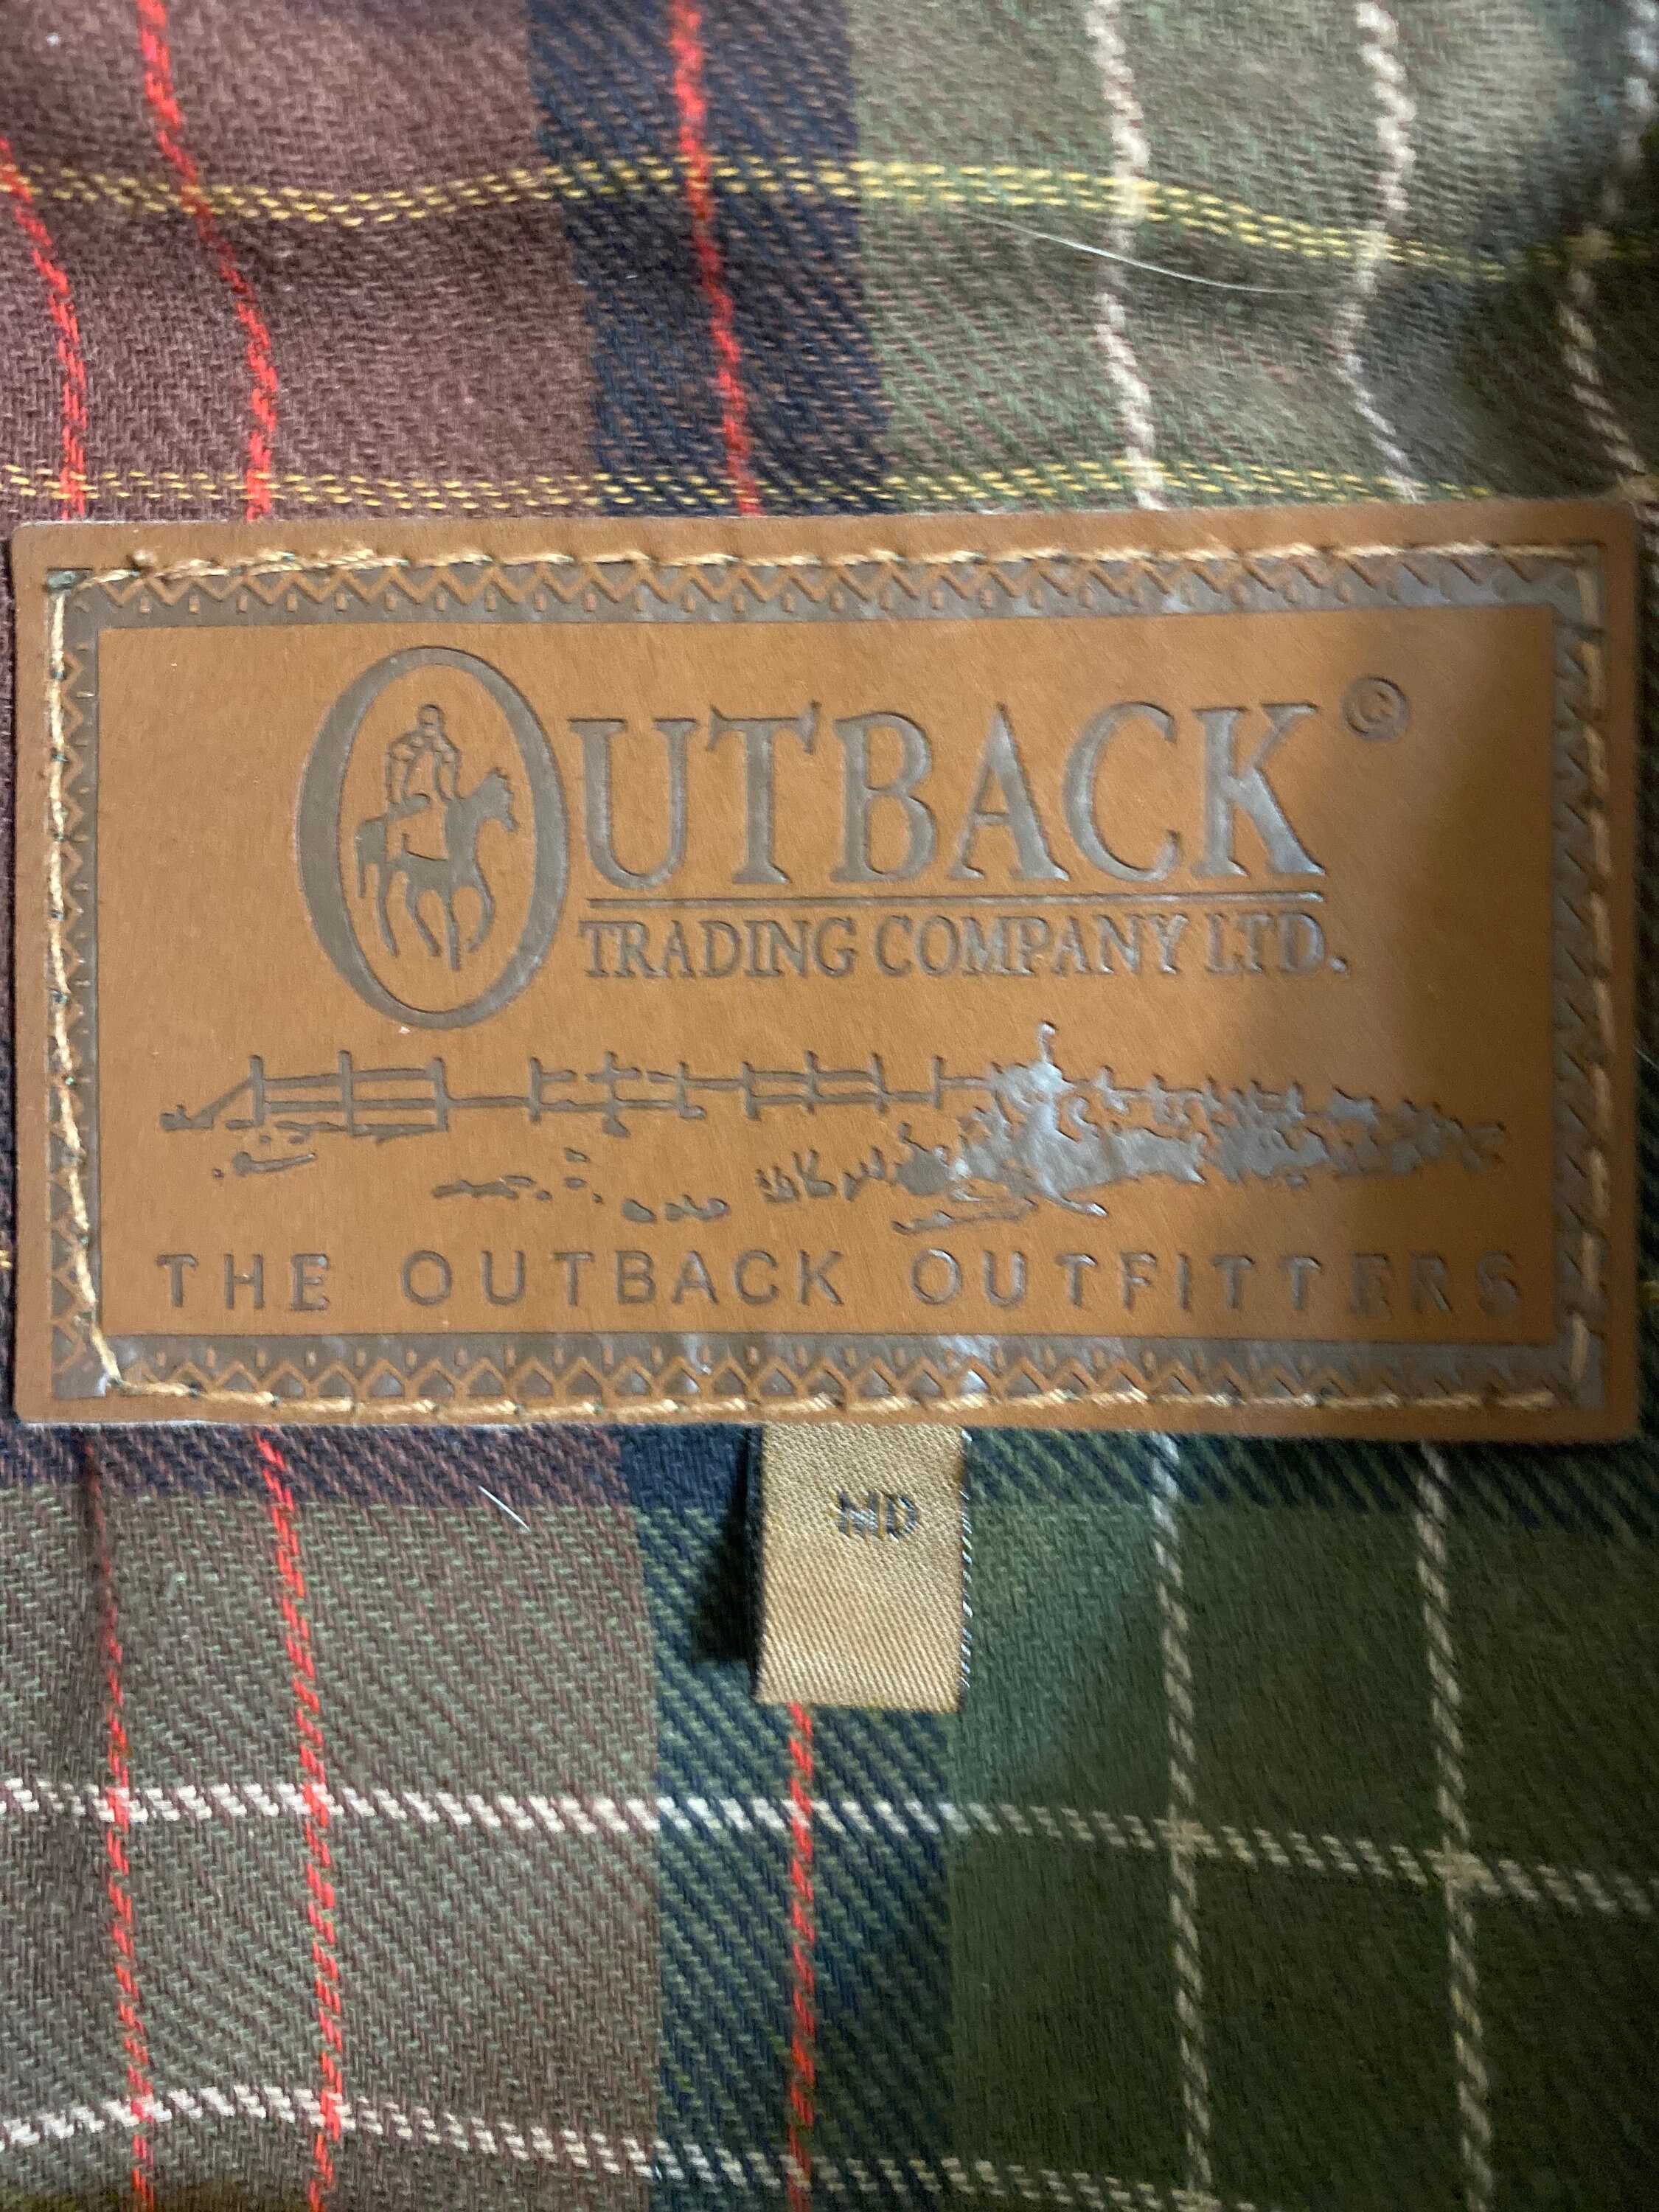 OUTBACK©
TRADING COMPANY LTD.
THE OUTBACK OUTFITTERS
MD